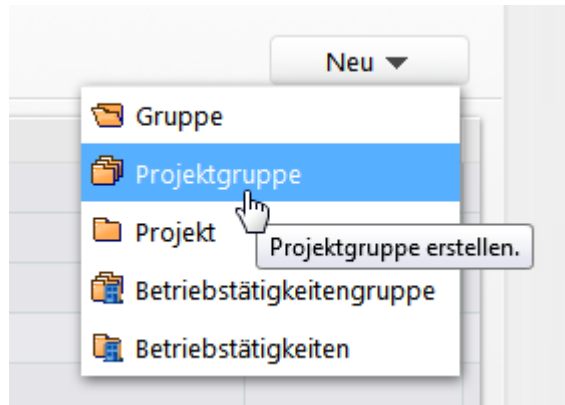 Neu
Gruppe
Projektgruppe
Projekt
Projektgruppe erstellen.
Betriebstätigkeitengruppe
Betriebstätigkeiten